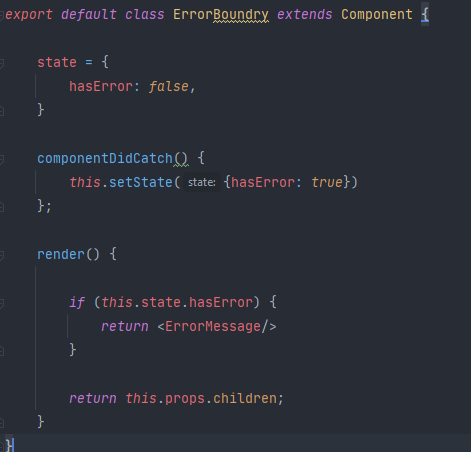 export default class ErrorBoundry extends Component {
state = {
hasError: false,
}
componentDidCatch() {
this.setState( state: {hasError: true})
};
render() {
if (this.state.hasError) {
return <ErrorMessage/>
}
return this.props.children;
}
}